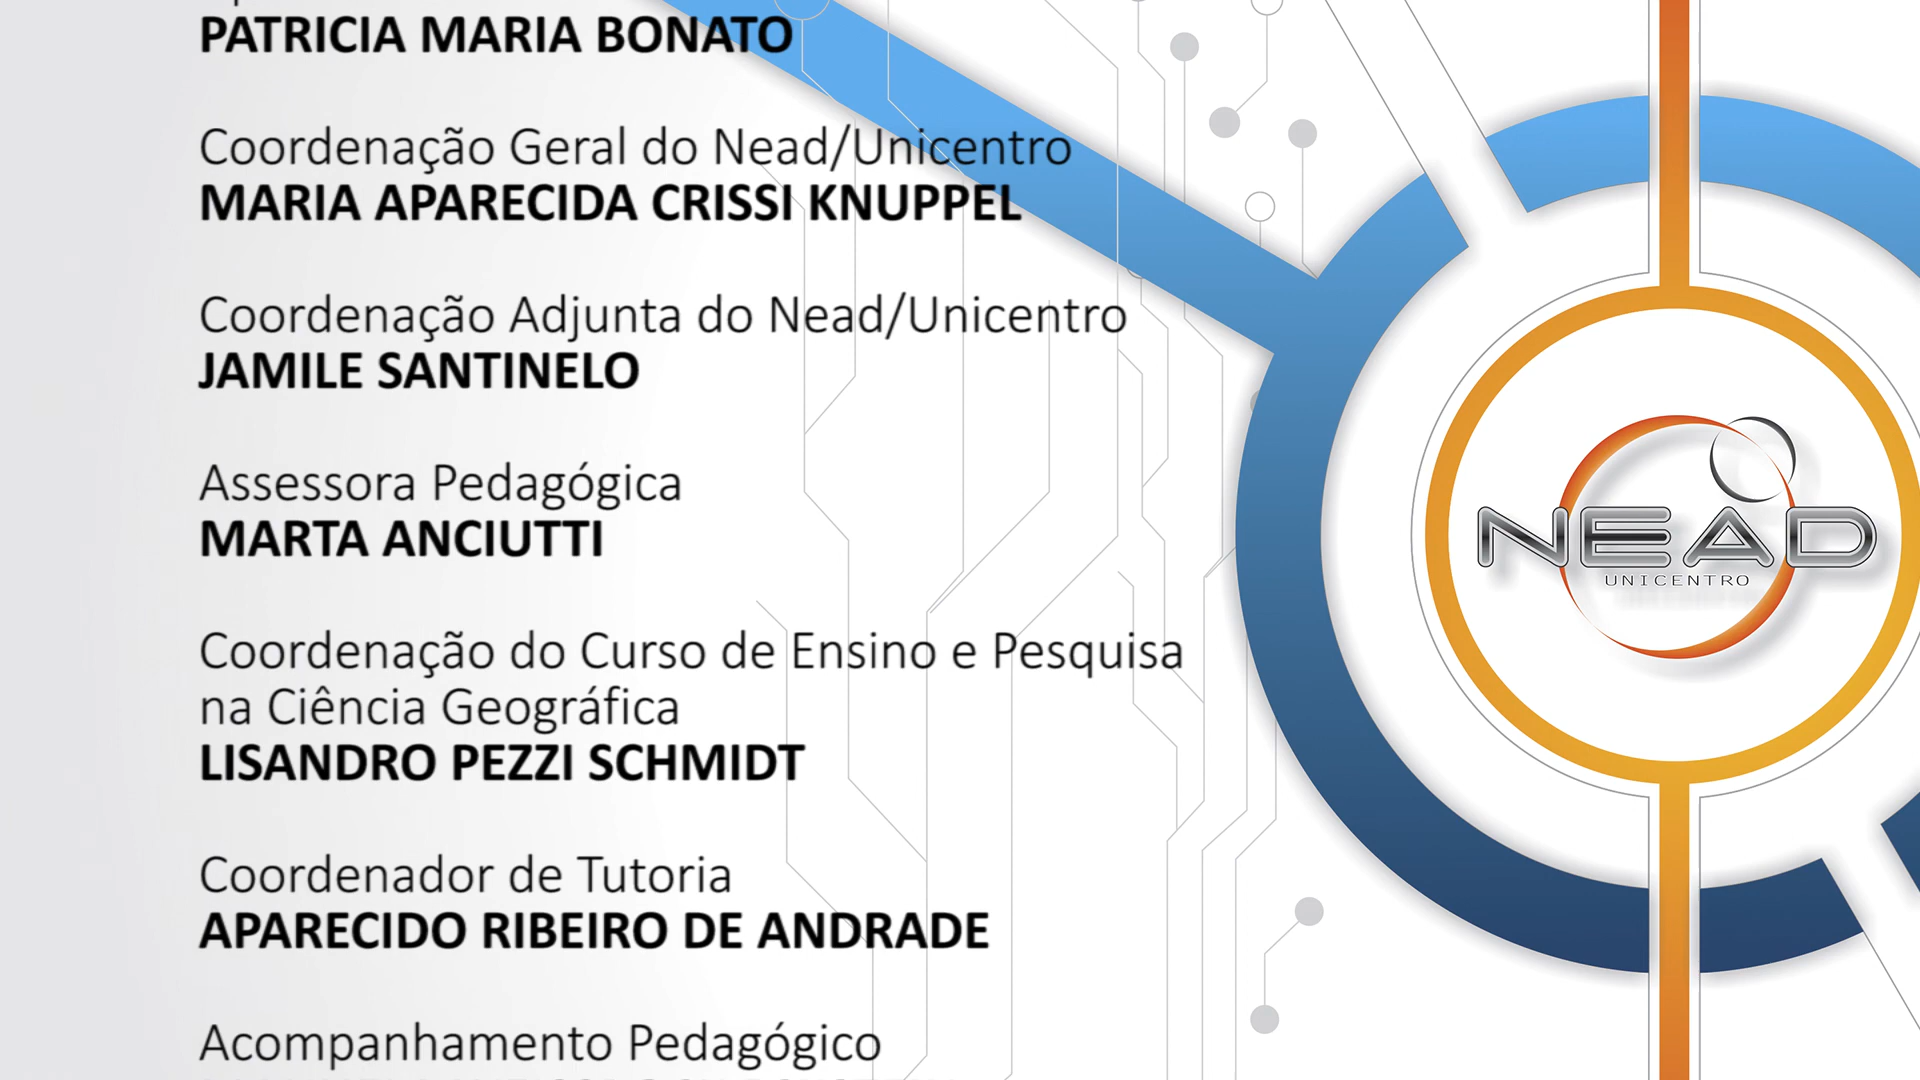 PATRICIA MARIA BONATO
Coordenação Geral do Nead/Unicentro
MARIA APARECIDA CRISSI KNUPPEL
Coordenação Adjunta do Nead/Unicentro
JAMILE SANTINELO
Assessora Pedagógica
MARTA ANCIUTTI
Coordenação do Curso de Ensino e Pesquisa
na Ciência Geográfica
LISANDRO PEZZI SCHMIDT
Coordenador de Tutoria
APARECIDO RIBEIRO DE ANDRADE
Acompanhamento Pedagógico
NEAD
UNICENTRO